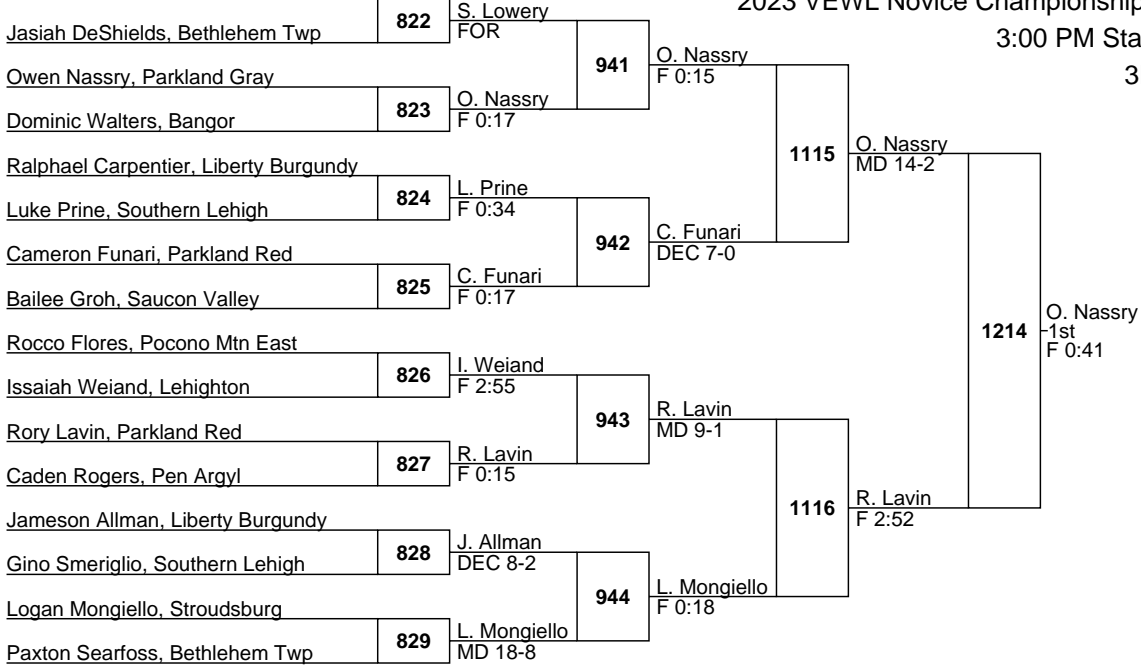 2023 VEWL Novice Championship
3:00 PM Sta
3
Jasiah DeShields, Bethlehem Twp
Owen Nassry, Parkland Gray
Dominic Walters, Bangor
Ralphael Carpentier, Liberty Burgundy
Luke Prine, Southern Lehigh
Cameron Funari, Parkland Red
Bailee Groh, Saucon Valley
Rocco Flores, Pocono Mtn East
Issaiah Weiand, Lehighton
Rory Lavin, Parkland Red
Caden Rogers, Pen Argyl
Jameson Allman, Liberty Burgundy
Gino Smeriglio, Southern Lehigh
Logan Mongiello, Stroudsburg
Paxton Searfoss, Bethlehem Twp
822
823
824
825
826
827
828
829
S. Lowery
FOR
O. Nassry
F 0:17
L. Prine
F 0:34
C. Funari
F 0:17
I. Weiand
F 2:55
R. Lavin
F 0:15
J. Allman
DEC 8-2
L. Mongiello
MD 18-8
941
942
943
944
O. Nassry
F 0:15
C. Funari
DEC 7-0
R. Lavin
MD 9-1
L. Mongiello
F 0:18
1115
1116
O. Nassry
MD 14-2
R. Lavin
F 2:52
1214
O. Nassry
1st
F 0:41